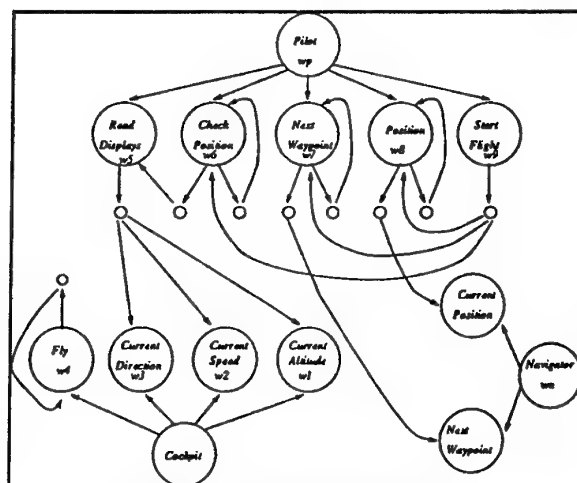 Pilot
wp
Read
Displays
w5
Check
Position
w6
Next
Waypoint
w7
Position
w8
Start
Flight
w9
Current
Position
Fly
w4
Current
Direction
w3
Current
Speed
w2
Current
Altitude
w1
Navigator
wn
Next
Waypoint
Cockpit